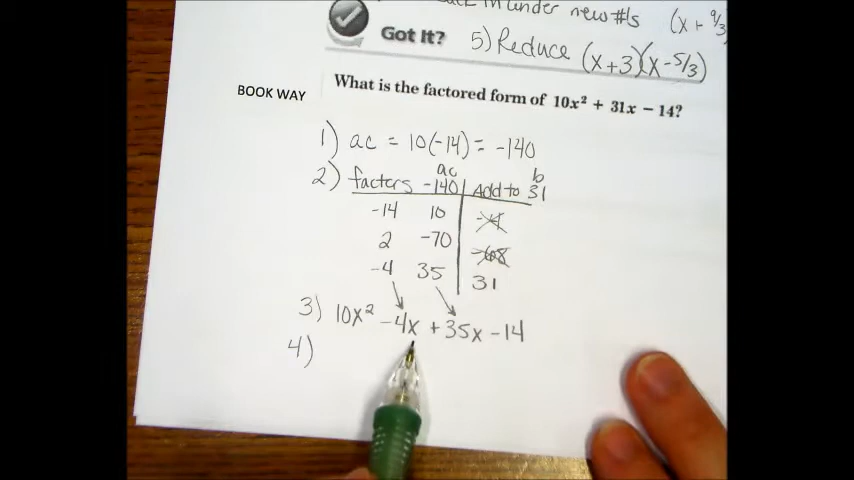 in under new #s (x + 9/3
Got It? 5) Reduce (x+3)(x-5/3)
BOOK WAY What is the factored form of 10x² + 31x − 14?
1) ac = 10(-14) = -140
ac b
2) factors -140 Add to 31
-14 10
2 -70 -68
-4 35 31
3) 10x² -4x +35x -14
4)